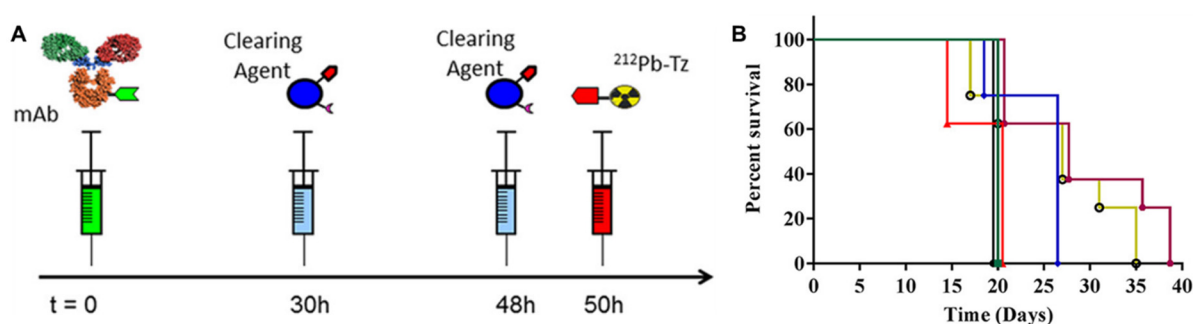 A
mAb
Clearing
Agent
Clearing
Agent
²¹²Pb-Tz
t = 0
30h
48h
50h
B
Percent survival
100
80
60
40
20
0
0 5 10 15 20 25 30 35 40
Time (Days)